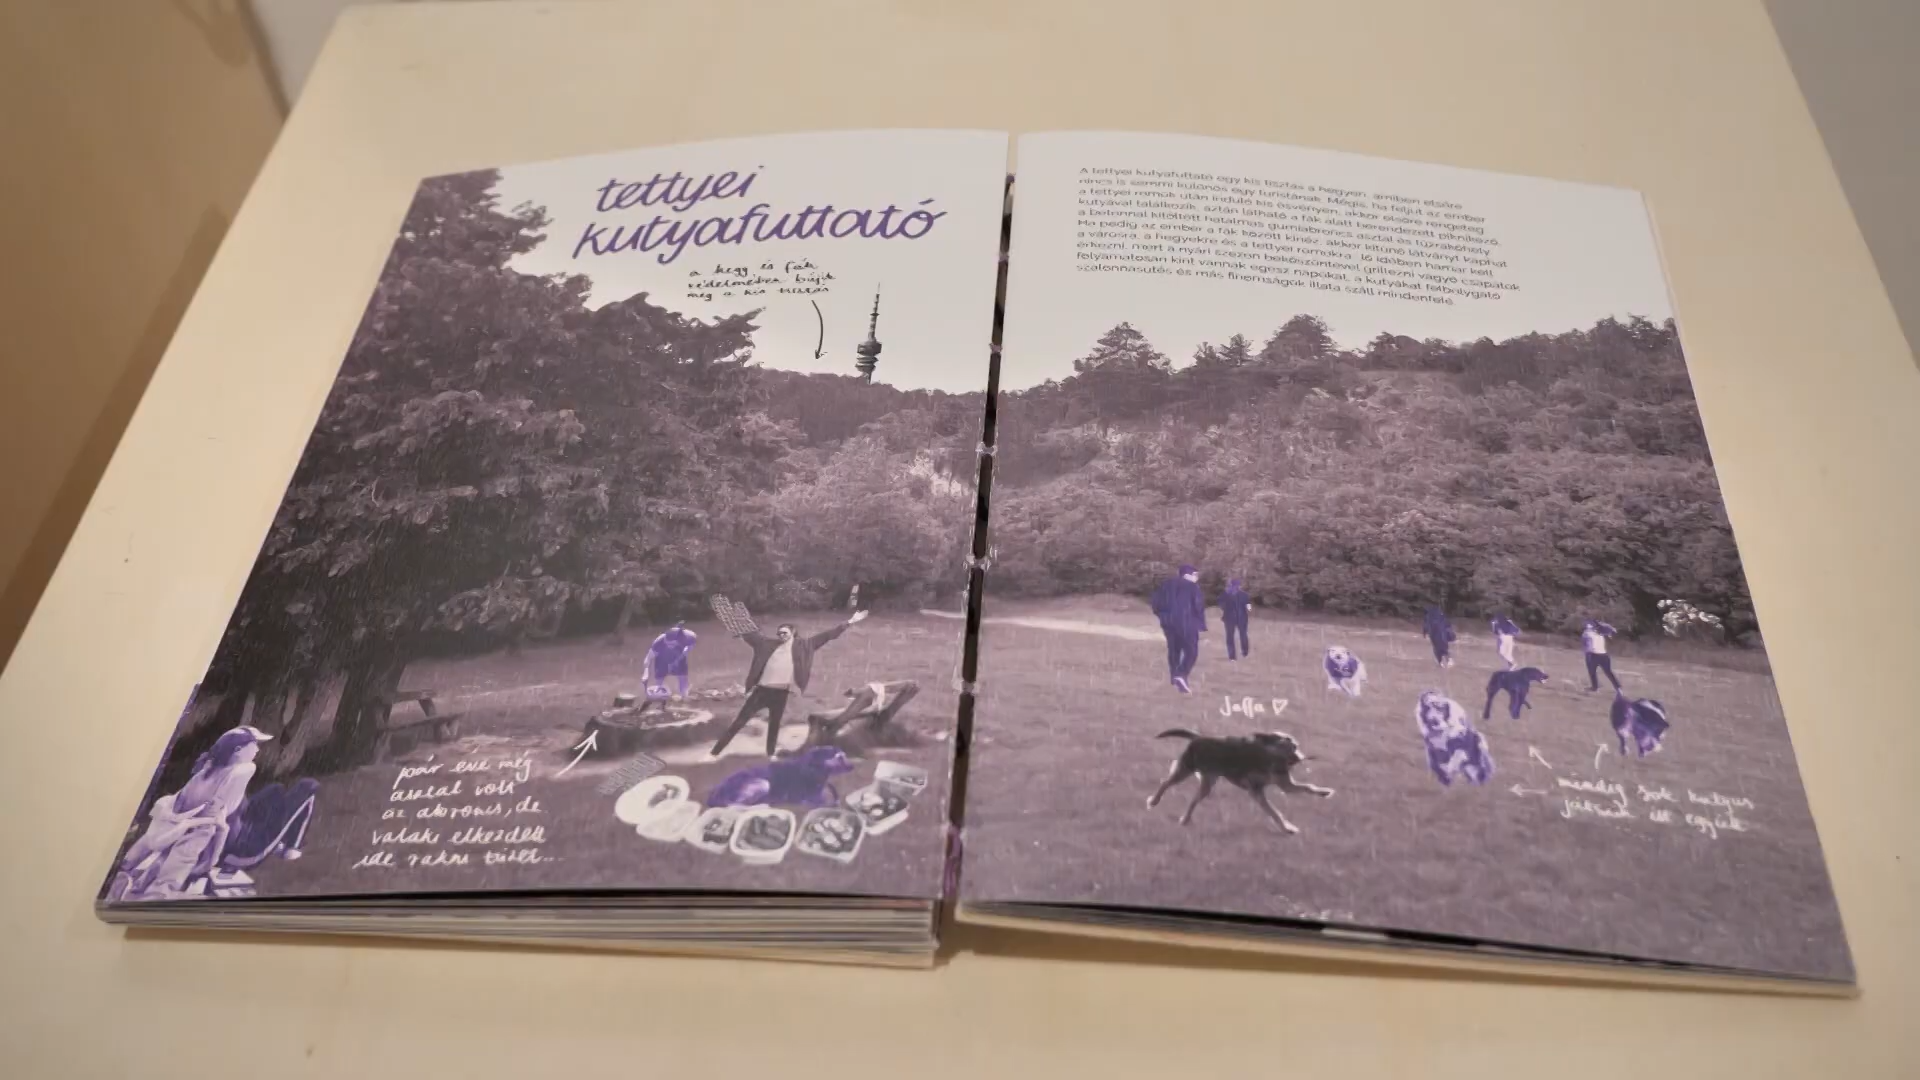 tettyei
kutyafuttató
a hegy és fák
védelmében bújik
meg a kis tisztás
A tettyei kutyafuttató egy kis tisztás a hegyen, amiben elsőre
nincs is semmi különös egy turistának. Mégis, ha feljut az ember
a tettyei romok után induló kis ösvényen, akkor elsőre rengeteg
kutyával találkozik, aztán látható a fák alatt berendezett piknikező,
a betonnal kitöltött hatalmas gumiabroncs asztal és tűzrakóhely.
Ha pedig az ember a fák között kinéz, akkor kitűnő látványt kaphat
a városra, a hegyekre és a tettyei romokra. Jó időben hamar kell
érkezni, mert a nyári szezon beköszöntével grillezni vágyó csapatok
folyamatosan kint vannak egész napokat, a kutyákat felbolygató
szalonnasütés és más finomságok illata száll mindenfelé.
pár éve még
asztal volt
az abroncs, de
valaki elkezdett
ide rakni tüzet...
Jaffa ♡
mindig sok kutyus
játszik itt együtt